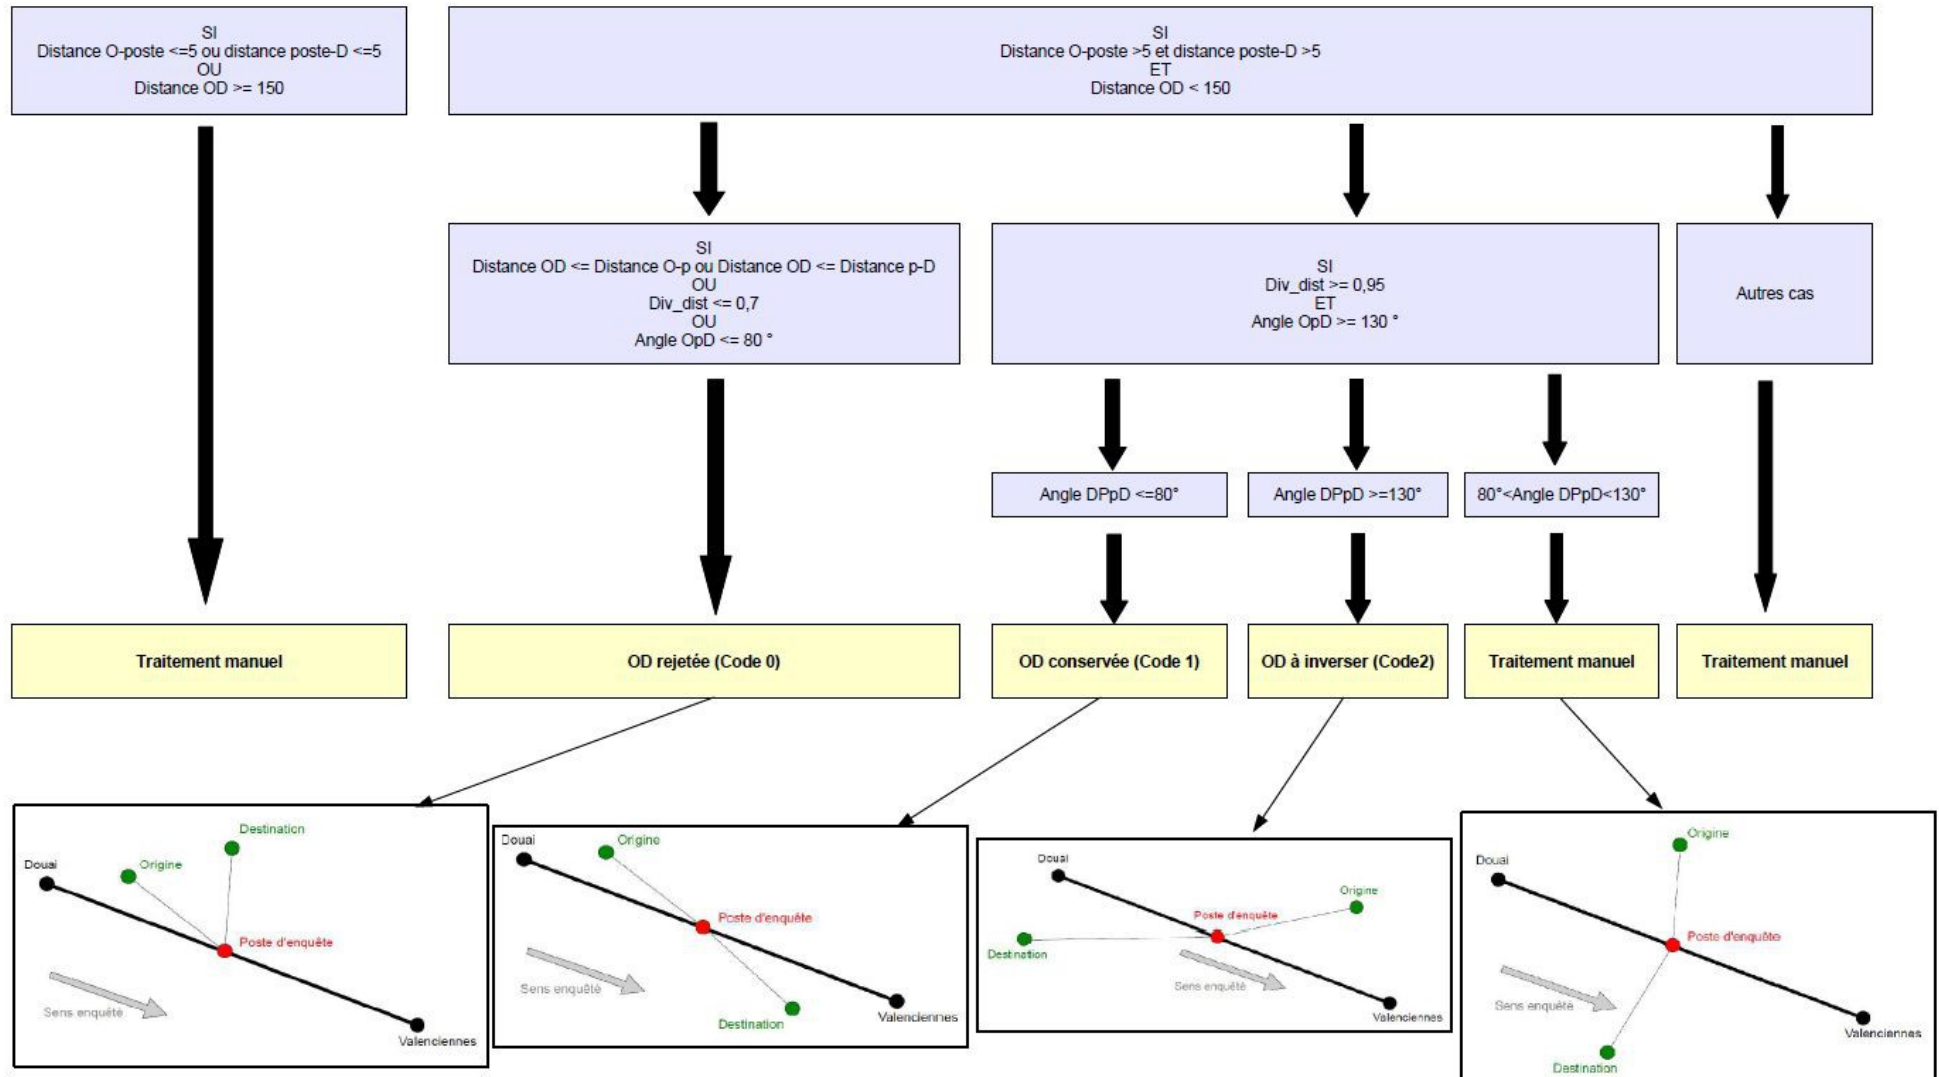 SI
Distance O-poste <=5 ou distance poste-D <=5
OU
Distance OD >= 150
SI
Distance O-poste >5 et distance poste-D >5
ET
Distance OD < 150
SI
Distance OD <= Distance O-p ou Distance OD <= Distance p-D
OU
Div_dist <= 0,7
OU
Angle OpD <= 80 °
SI
Div_dist >= 0,95
ET
Angle OpD >= 130 °
Autres cas
Angle DPpD <=80°
Angle DPpD >=130°
80°<Angle DPpD<130°
Traitement manuel
OD rejetée (Code 0)
OD conservée (Code 1)
OD à inverser (Code2)
Traitement manuel
Traitement manuel
Destination
Douai
Origine
Poste d'enquête
Sens enquêté
Valenciennes
Douai
Origine
Poste d'enquête
Sens enquêté
Destination
Valenciennes
Douai
Origine
Poste d'enquête
Destination
Sens enquêté
Valenciennes
Origine
Douai
Poste d'enquête
Sens enquêté
Valenciennes
Destination